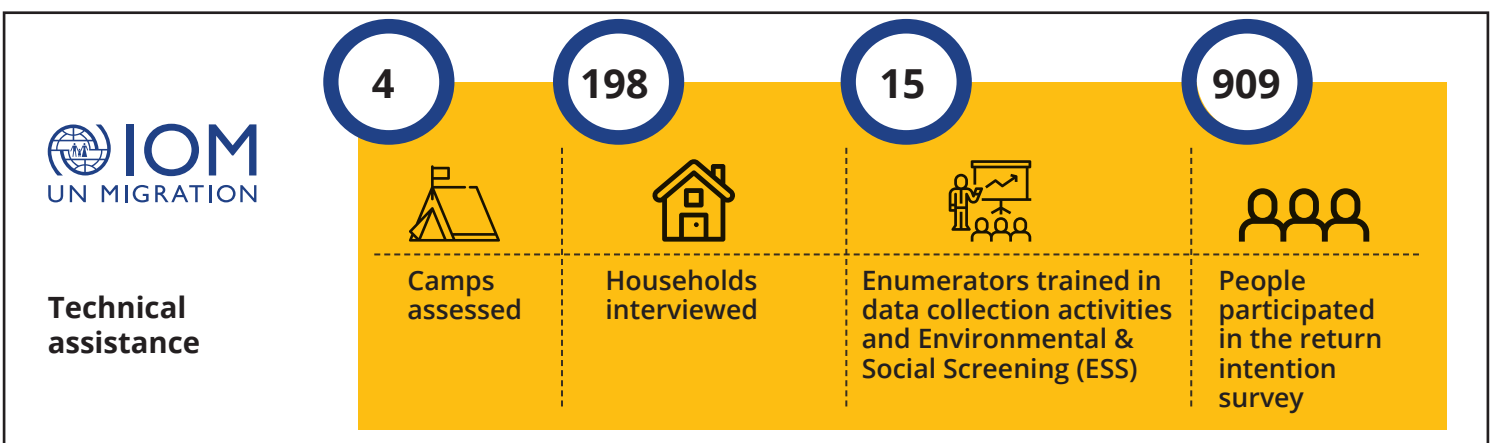 4
198
15
909
IOM
UN MIGRATION
Technical
assistance
Camps
assessed
Households
interviewed
Enumerators trained in
data collection activities
and Environmental &
Social Screening (ESS)
People
participated
in the return
intention
survey